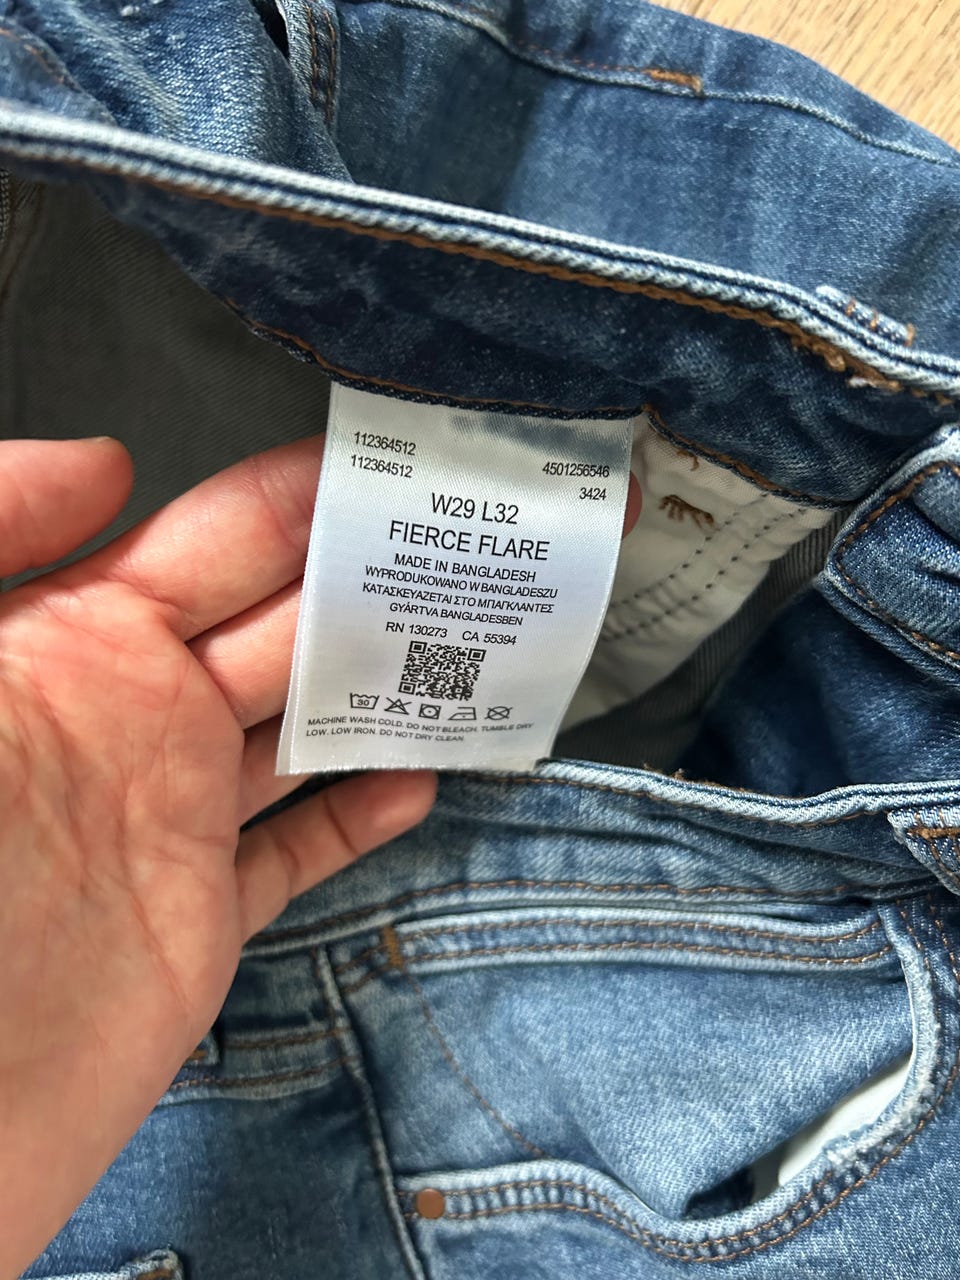 112364512
112364512 4501256546
3424
W29 L32
FIERCE FLARE
MADE IN BANGLADESH
WYPRODUKOWANO W BANGLADESZU
ΚΑΤΑΣΚΕΥΑΖΕΤΑΙ ΣΤΟ ΜΠΑΓΚΛΑΝΤΕΣ
GYÁRTVA BANGLADESBEN
RN 130273 CA 55394
30
MACHINE WASH COLD. DO NOT BLEACH. TUMBLE DRY
LOW. LOW IRON. DO NOT DRY CLEAN.